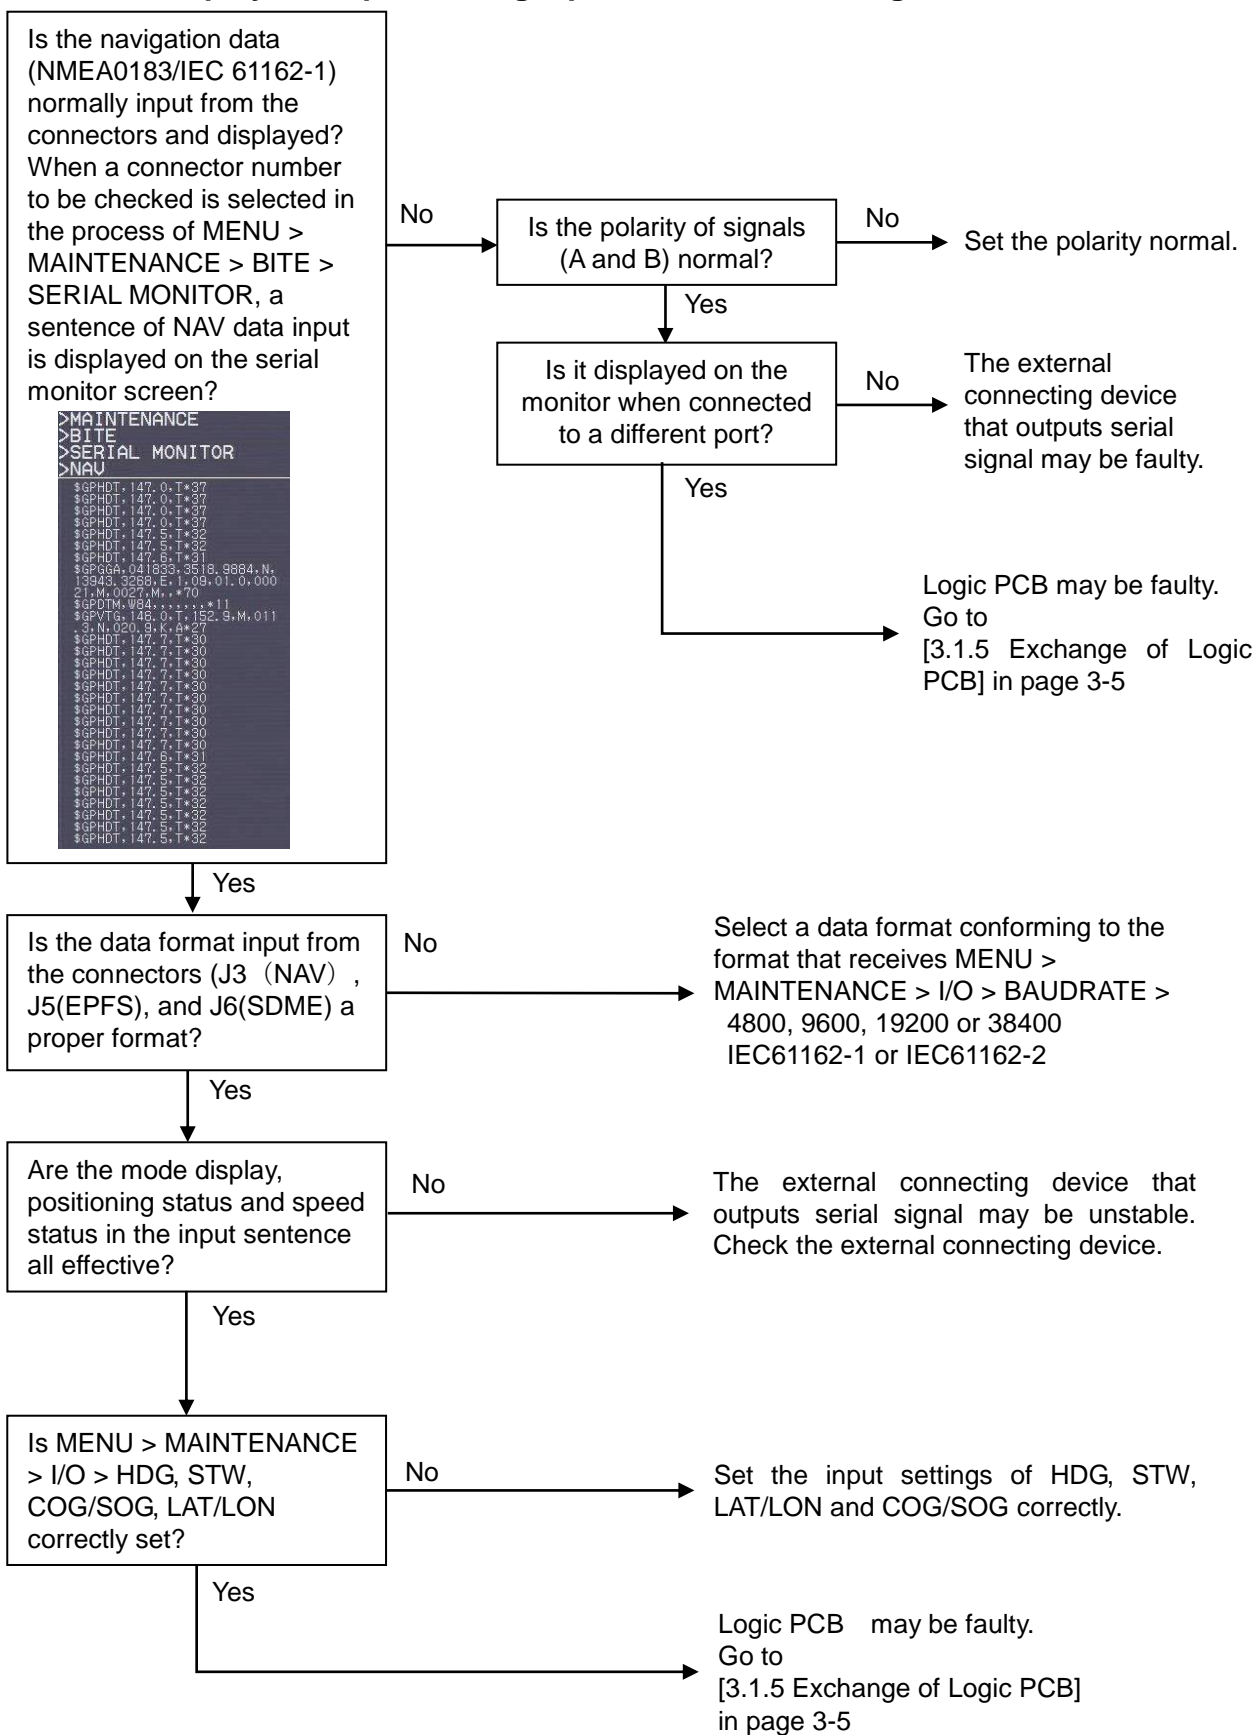 Is the navigation data
(NMEA0183/IEC 61162-1)
normally input from the
connectors and displayed?
When a connector number
to be checked is selected in
the process of MENU >
MAINTENANCE > BITE >
SERIAL MONITOR, a
sentence of NAV data input
is displayed on the serial
monitor screen?
>MAINTENANCE
>BITE
>SERIAL MONITOR
>NAV
$GPHDT,147.0,T*37
$GPHDT,147.0,T*37
$GPHDT,147.0,T*37
$GPHDT,147.0,T*37
$GPHDT,147.5,T*32
$GPHDT,147.5,T*32
$GPHDT,147.6,T*31
$GPGGA,041833,3518.9884,N,
13943.3268,E,1,09,01.0,000
21,M,0027,M,,*70
$GPDTM,W84,,,,,,,*11
$GPVTG,148.0,T,152.9,M,011
.3,N,020.9,K,A*27
$GPHDT,147.7,T*30
$GPHDT,147.7,T*30
$GPHDT,147.7,T*30
$GPHDT,147.7,T*30
$GPHDT,147.7,T*30
$GPHDT,147.7,T*30
$GPHDT,147.7,T*30
$GPHDT,147.7,T*30
$GPHDT,147.7,T*30
$GPHDT,147.7,T*30
$GPHDT,147.6,T*31
$GPHDT,147.5,T*32
$GPHDT,147.5,T*32
$GPHDT,147.5,T*32
$GPHDT,147.5,T*32
$GPHDT,147.5,T*32
$GPHDT,147.5,T*32
$GPHDT,147.5,T*32
No
Is the polarity of signals
(A and B) normal?
No
Set the polarity normal.
Yes
Is it displayed on the
monitor when connected
to a different port?
No
The external
connecting device
that outputs serial
signal may be faulty.
Yes
Logic PCB may be faulty.
Go to
[3.1.5 Exchange of Logic
PCB] in page 3-5
Yes
Is the data format input from
the connectors (J3（NAV）,
J5(EPFS), and J6(SDME) a
proper format?
No
Select a data format conforming to the
format that receives MENU >
MAINTENANCE > I/O > BAUDRATE >
4800, 9600, 19200 or 38400
IEC61162-1 or IEC61162-2
Yes
Are the mode display,
positioning status and speed
status in the input sentence
all effective?
No
The external connecting device that
outputs serial signal may be unstable.
Check the external connecting device.
Yes
Is MENU > MAINTENANCE
> I/O > HDG, STW,
COG/SOG, LAT/LON
correctly set?
No
Set the input settings of HDG, STW,
LAT/LON and COG/SOG correctly.
Yes
Logic PCB may be faulty.
Go to
[3.1.5 Exchange of Logic PCB]
in page 3-5